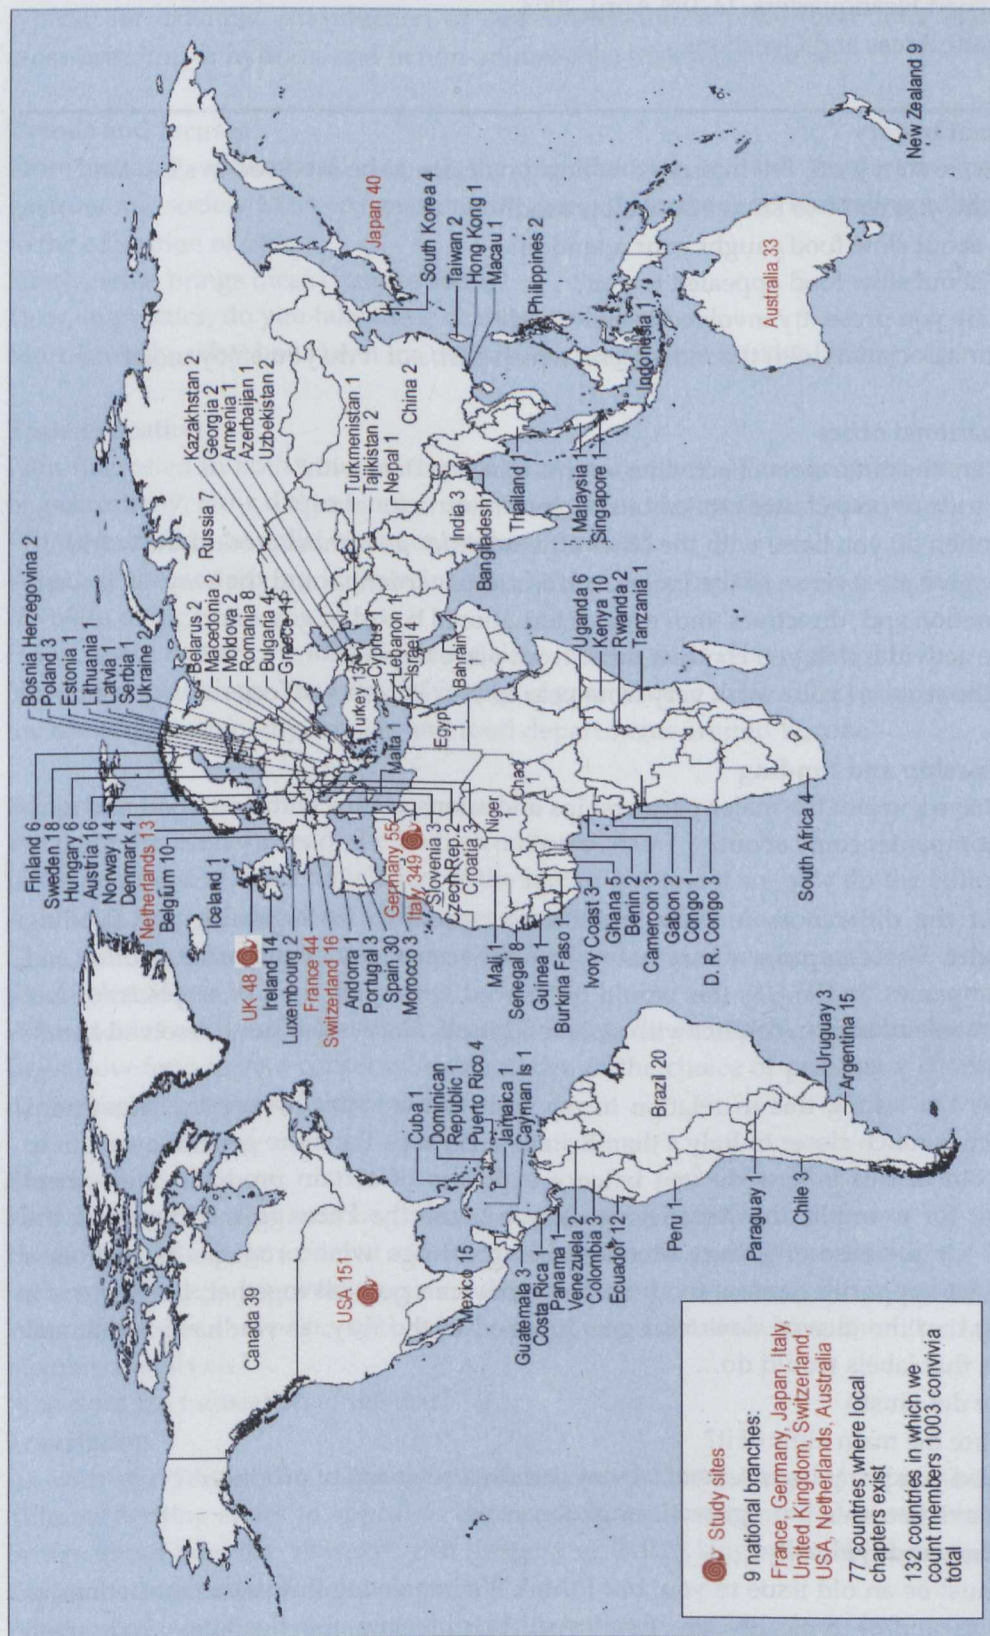 Finland 6
Sweden 18
Hungary 6
Austria 16
Norway 14
Denmark 4
Netherlands 13
Belgium 10
Iceland 1
Bosnia Herzegovina 2
Poland 3
Estonia 1
Lithuania 1
Latvia 1
Serbia 1
Ukraine 2
Belarus 2
Macedonia 2
Moldova 2
Romania 8
Bulgaria 4
Greece
Russia 7
Kazakhstan 2
Georgia 2
Armenia 1
Azerbaijan 1
Uzbekistan 2
Turkmenistan 1
Tajikistan 2
Nepal 1
China 2
Japan 40
South Korea 4
Taiwan 2
Hong Kong 1
Macau 1
Philippines 2
Canada 39
USA 151
Mexico 15
Cuba 1
Dominican
Republic 1
Puerto Rico 4
Jamaica 1
Cayman Is 1
Guatemala 3
Costa Rica 1
Panama 1
Venezuela 2
Colombia 3
Ecuador 12
Peru 1
Brazil 20
Paraguay 1
Chile 3
Uruguay 3
Argentina 15
UK 48
Ireland 14
Luxembourg 2
France 44
Switzerland 16
Andorra 1
Portugal 3
Spain 30
Morocco 3
Germany 55
Italy 349
Slovenia 3
Czech Rep. 2
Croatia 3
Malta 1
Turkey 13
Cyprus 1
Lebanon 1
Israel 4
Bahrain 1
Egypt
1
Niger
1
Chad
1
Mali 1
Senegal 8
Guinea 1
Burkina Faso 1
Ivory Coast 3
Ghana 5
Benin 2
Cameroon 3
Gabon 2
Congo 1
D. R. Congo 3
South Africa 4
Uganda 6
Kenya 10
Rwanda 2
Tanzania 1
India 3
Bangladesh 1
Thailand 1
Malaysia 1
Singapore 1
Indonesia 1
Australia 33
New Zealand 9
Study sites
9 national branches:
France, Germany, Japan, Italy,
United Kingdom, Switzerland,
USA, Netherlands, Australia
77 countries where local
chapters exist
132 countries in which we
count members 1003 convivia
total